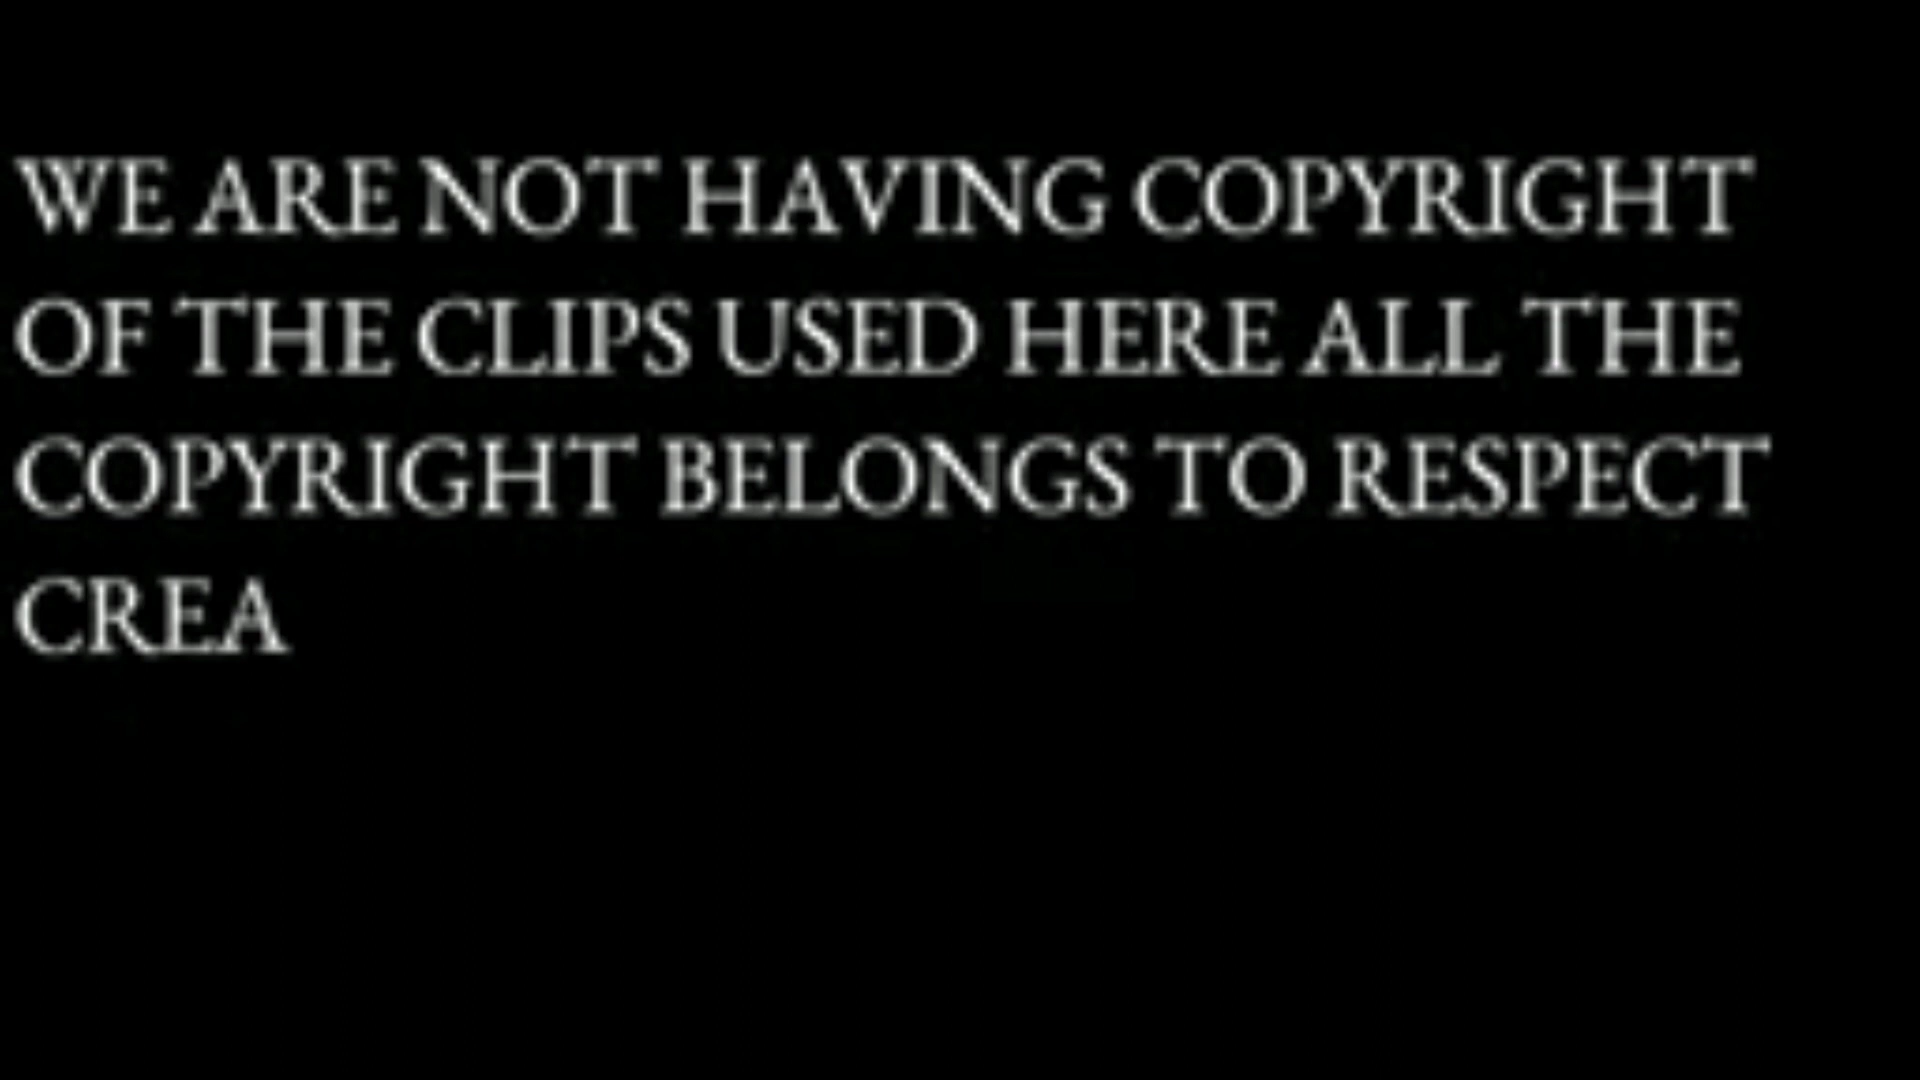 WE ARE NOT HAVING COPYRIGHT
OF THE CLIPS USED HERE ALL THE
COPYRIGHT BELONGS TO RESPECT
CREA